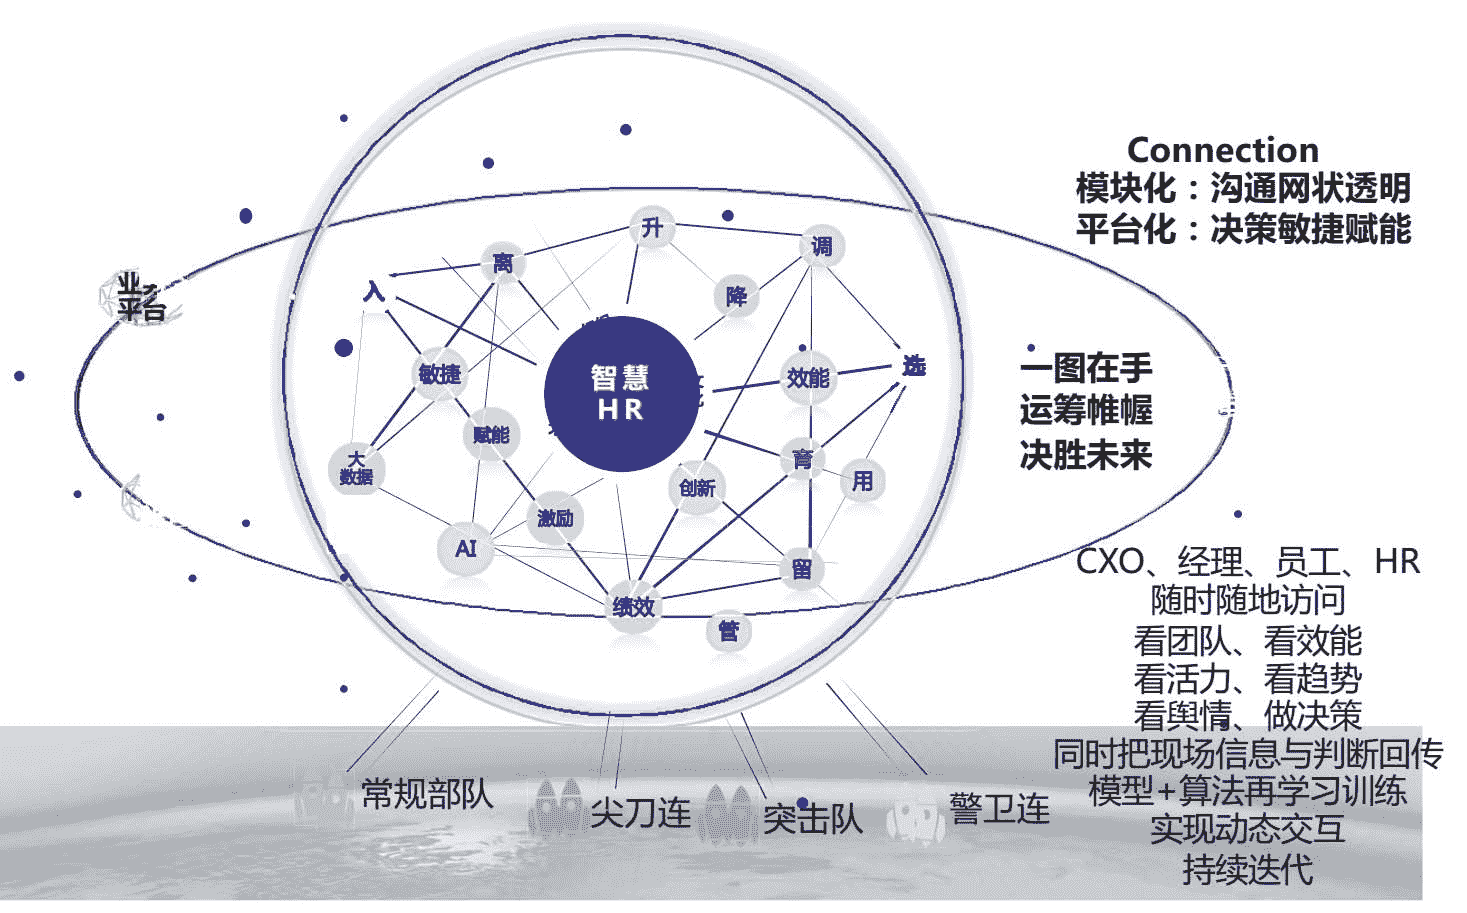 Connection
模块化：沟通网状透明
平台化：决策敏捷赋能
升
调
离
入
降
平台
智慧
HR
敏捷
效能
选
一图在手
运筹帷幄
决胜未来
赋能
大
数据
育
用
创新
激励
AI
留
绩效
管
CXO、经理、员工、HR
随时随地访问
看团队、看效能
看活力、看趋势
看舆情、做决策
同时把现场信息与判断回传
模型+算法再学习训练
实现动态交互
持续迭代
常规部队
尖刀连
突击队
警卫连